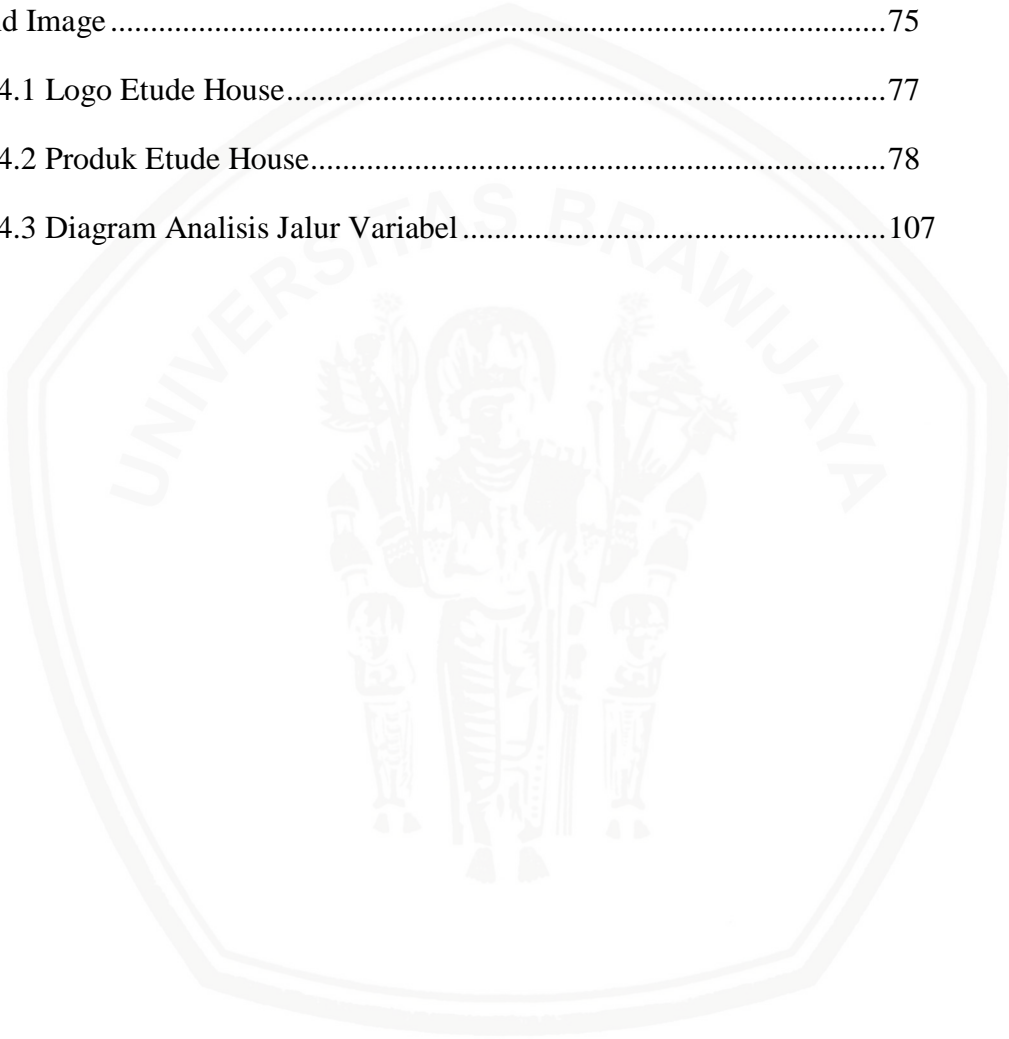 d Image................................................................................................75
4.1 Logo Etude House..........................................................................77
4.2 Produk Etude House.......................................................................78
4.3 Diagram Analisis Jalur Variabel....................................................107
UNIVERSITAS BRAWIJAYA